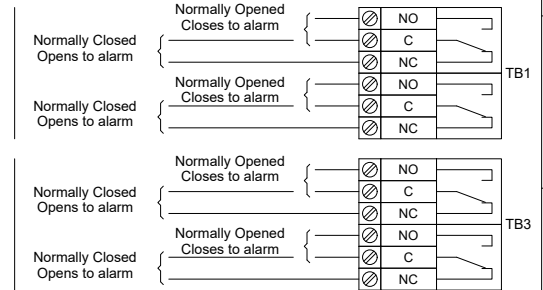 Normally Opened
Closes to alarm
NO
Normally Closed
Opens to alarm
C
NC
TB1
Normally Opened
Closes to alarm
NO
Normally Closed
Opens to alarm
C
NC
Normally Opened
Closes to alarm
NO
Normally Closed
Opens to alarm
C
NC
TB3
Normally Opened
Closes to alarm
NO
Normally Closed
Opens to alarm
C
NC